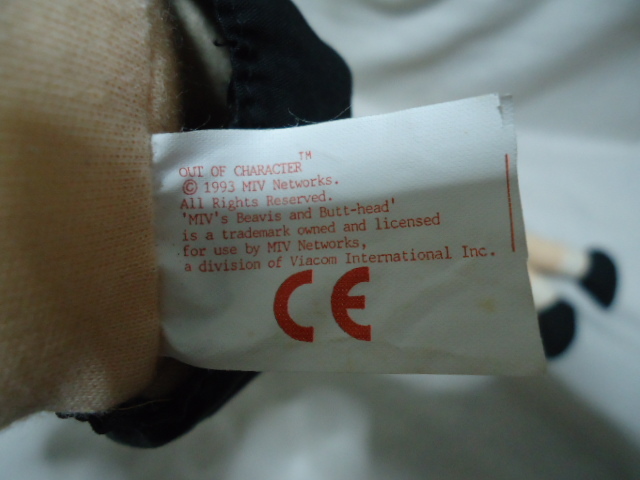 OUT OF CHARACTER™
© 1993 MTV Networks.
All Rights Reserved.
'MTV's Beavis and Butt-head'
is a trademark owned and licensed
for use by MTV Networks,
a division of Viacom International Inc.
CE